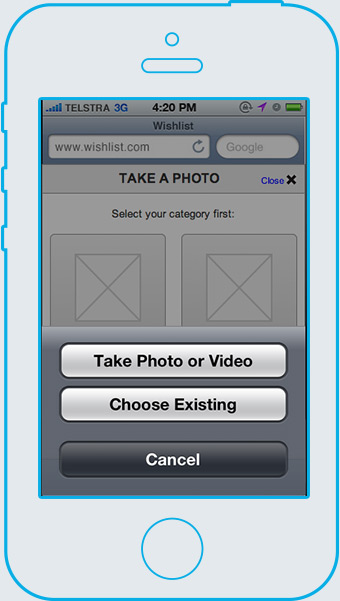 TELSTRA 3G 4:20 PM
Wishlist
www.wishlist.com Google
TAKE A PHOTO Close
Select your category first:
Take Photo or Video
Choose Existing
Cancel